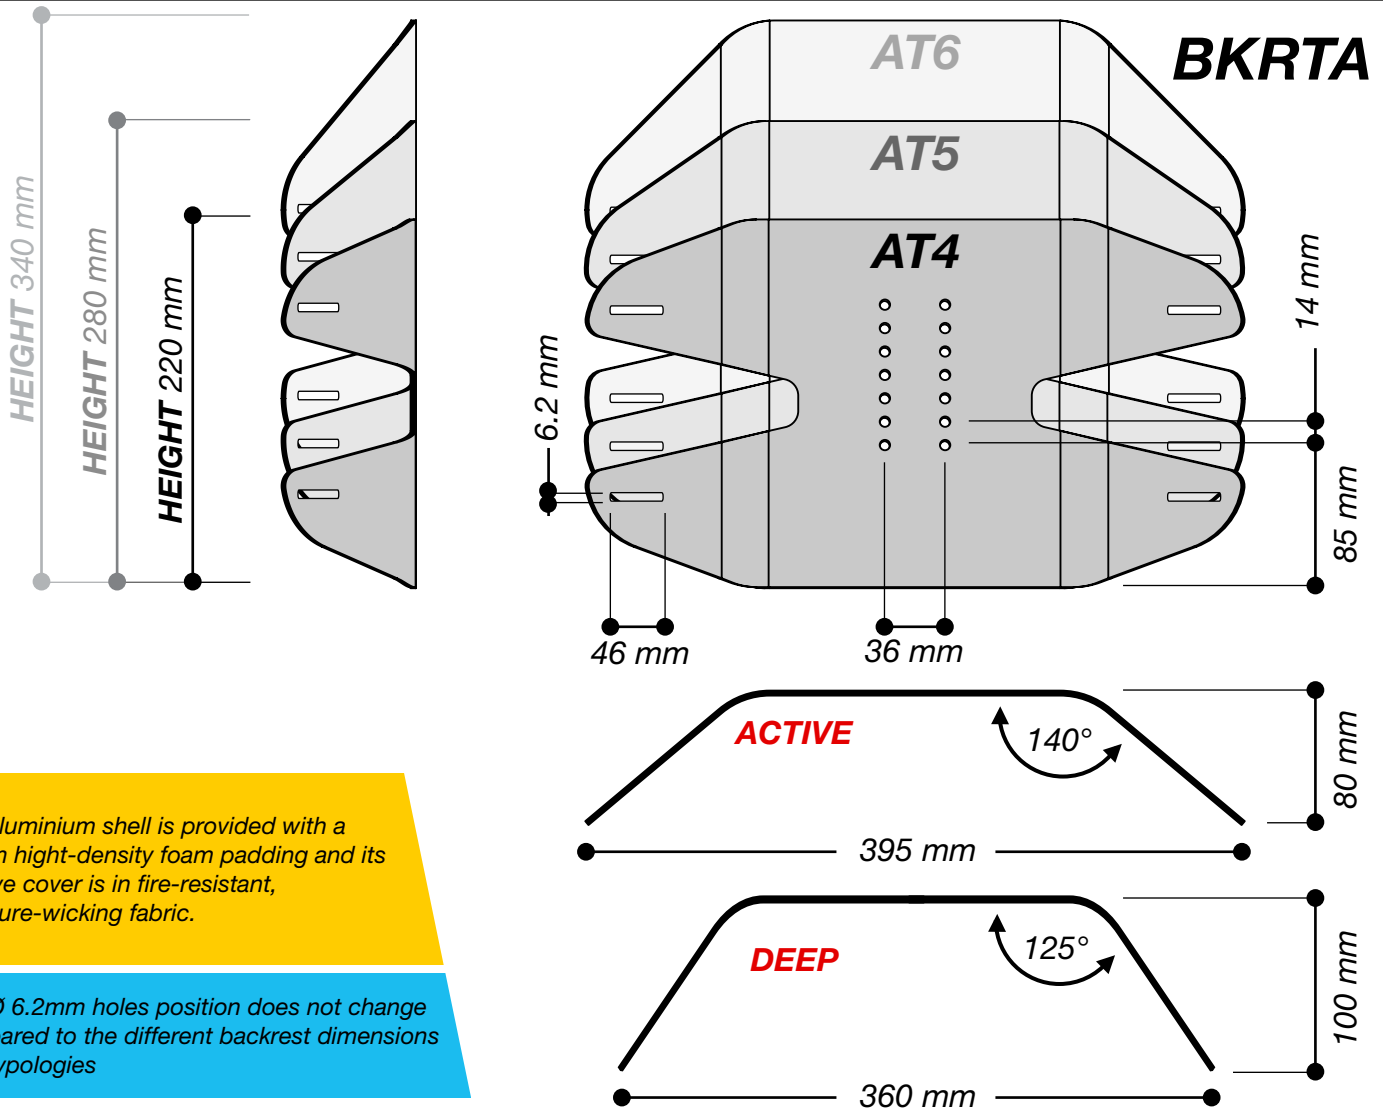 BKRTA
AT6
AT5
AT4
HEIGHT 340 mm
HEIGHT 280 mm
HEIGHT 220 mm
6.2 mm
14 mm
85 mm
46 mm
36 mm
ACTIVE
140°
80 mm
395 mm
DEEP
125°
100 mm
360 mm
luminium shell is provided with a
hight-density foam padding and its
cover is in fire-resistant,
ure-wicking fabric.
Ø 6.2mm holes position does not change
ared to the different backrest dimensions
ypologies